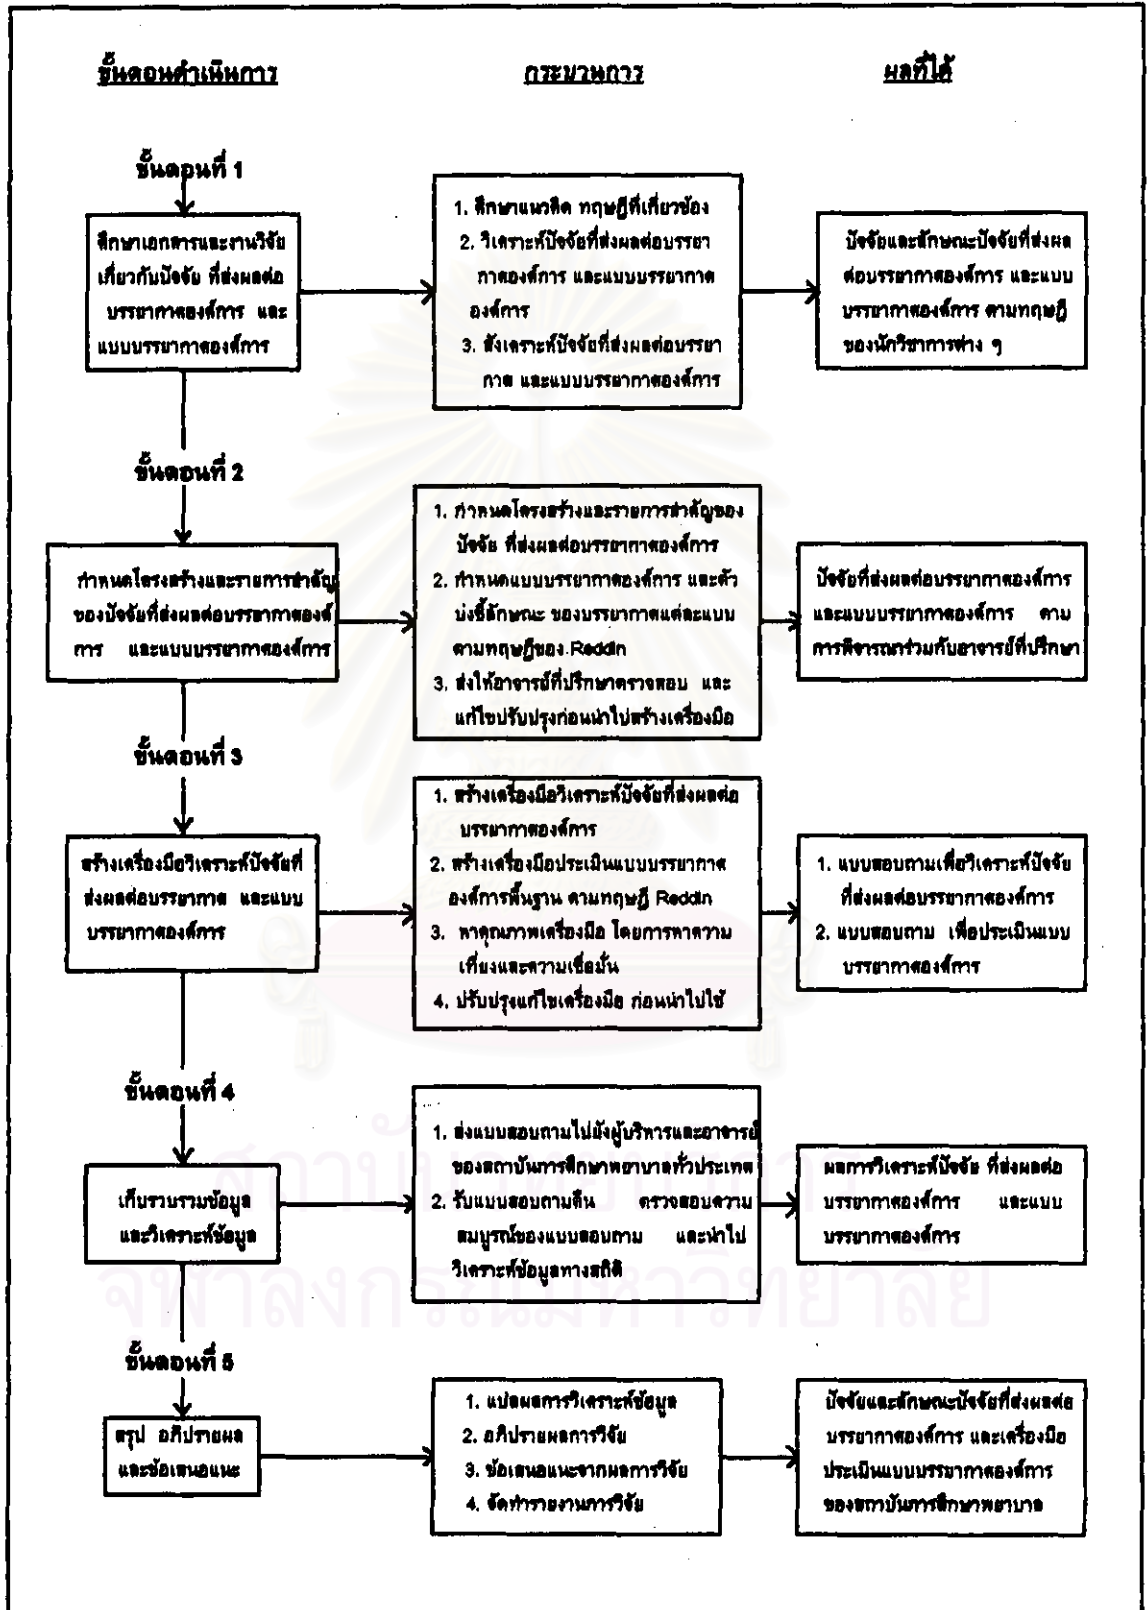 ขั้นตอนดำเนินการ
กระบวนการ
ผลที่ได้
ขั้นตอนที่ 1
ศึกษาเอกสารและงานวิจัย
เกี่ยวกับปัจจัย ที่ส่งผลต่อ
บรรยากาศองค์การ และ
แบบบรรยากาศองค์การ
1. ศึกษาแนวคิด ทฤษฎีที่เกี่ยวข้อง
2. วิเคราะห์ปัจจัยที่ส่งผลต่อบรรยา
กาศองค์การ และแบบบรรยากาศ
องค์การ
3. สังเคราะห์ปัจจัยที่ส่งผลต่อบรรยา
กาศ และแบบบรรยากาศองค์การ
ปัจจัยและลักษณะปัจจัยที่ส่งผล
ต่อบรรยากาศองค์การ และแบบ
บรรยากาศองค์การ ตามทฤษฎี
ของนักวิชาการต่าง ๆ
ขั้นตอนที่ 2
กำหนดโครงสร้างและรายการสำคัญ
ของปัจจัยที่ส่งผลต่อบรรยากาศองค์
การ และแบบบรรยากาศองค์การ
1. กำหนดโครงสร้างและรายการสำคัญของ
ปัจจัย ที่ส่งผลต่อบรรยากาศองค์การ
2. กำหนดแบบบรรยากาศองค์การ และตัว
บ่งชี้ลักษณะ ของบรรยากาศแต่ละแบบ
ตามทฤษฎีของ Reddin
3. ส่งให้อาจารย์ที่ปรึกษาตรวจสอบ และ
แก้ไขปรับปรุงก่อนนำไปสร้างเครื่องมือ
ปัจจัยที่ส่งผลต่อบรรยากาศองค์การ
และแบบบรรยากาศองค์การ ตาม
การพิจารณาร่วมกับอาจารย์ที่ปรึกษา
ขั้นตอนที่ 3
สร้างเครื่องมือวิเคราะห์ปัจจัยที่
ส่งผลต่อบรรยากาศ และแบบ
บรรยากาศองค์การ
1. สร้างเครื่องมือวิเคราะห์ปัจจัยที่ส่งผลต่อ
บรรยากาศองค์การ
2. สร้างเครื่องมือประเมินแบบบรรยากาศ
องค์การพื้นฐาน ตามทฤษฎี Reddin
3. หาคุณภาพเครื่องมือ โดยการหาความ
เที่ยงและความเชื่อมั่น
4. ปรับปรุงแก้ไขเครื่องมือ ก่อนนำไปใช้
1. แบบสอบถามเพื่อวิเคราะห์ปัจจัย
ที่ส่งผลต่อบรรยากาศองค์การ
2. แบบสอบถาม เพื่อประเมินแบบ
บรรยากาศองค์การ
ขั้นตอนที่ 4
เก็บรวบรวมข้อมูล
และวิเคราะห์ข้อมูล
1. ส่งแบบสอบถามไปยังผู้บริหารและอาจารย์
ของสถาบันการศึกษาพยาบาลทั่วประเทศ
2. รับแบบสอบถามคืน ตรวจสอบความ
สมบูรณ์ของแบบสอบถาม และนำไป
วิเคราะห์ข้อมูลทางสถิติ
ผลการวิเคราะห์ปัจจัย ที่ส่งผลต่อ
บรรยากาศองค์การ และแบบ
บรรยากาศองค์การ
สถาบันวิทยบริการ
จุฬาลงกรณ์มหาวิทยาลัย
ขั้นตอนที่ 5
สรุป อภิปรายผล
และข้อเสนอแนะ
1. แปลผลการวิเคราะห์ข้อมูล
2. อภิปรายผลการวิจัย
3. ข้อเสนอแนะจากผลการวิจัย
4. จัดทำรายงานการวิจัย
ปัจจัยและลักษณะปัจจัยที่ส่งผลต่อ
บรรยากาศองค์การ และเครื่องมือ
ประเมินแบบบรรยากาศองค์การ
ของสถาบันการศึกษาพยาบาล